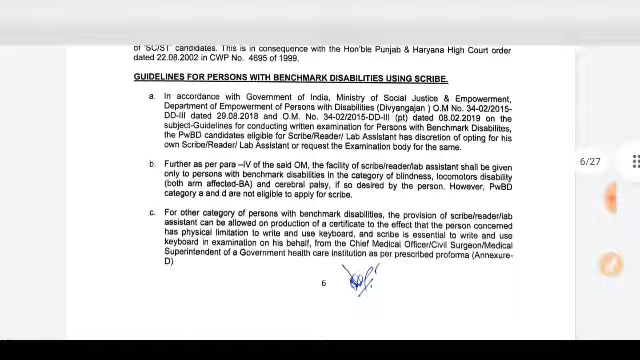 of 'SC/ST' candidates. This is in consequence with the Hon'ble Punjab & Haryana High Court order
dated 22.08.2002 in CWP No. 4695 of 1999.
GUIDELINES FOR PERSONS WITH BENCHMARK DISABILITIES USING SCRIBE.
a. In accordance with Government of India, Ministry of Social Justice & Empowerment,
Department of Empowerment of Persons with Disabilities (Divyangajan) O.M No. 34-02/2015-
DD-III dated 29.08.2018 and O.M No. 34-02/2015-DD-III (pt) dated 08.02.2019 on the
subject-Guidelines for conducting written examination for Persons with Benchmark Disabilites,
the PwBD candidates eligible for Scribe/Reader/ Lab Assistant has discretion of opting for his
own Scribe/Reader/ Lab Assistant or request the Examination body for the same.
6/27
b. Further as per para –IV of the said OM, the facility of scribe/reader/lab assistant shall be given
only to persons with benchmark disabilities in the category of blindness, locomotors disability
(both arm affected-BA) and cerebral palsy, if so desired by the person. However, PwBD
category a and d are not eligible to apply for scribe.
c. For other category of persons with benchmark disabilities, the provision of scribe/reader/lab
assistant can be allowed on production of a certificate to the effect that the person concerned
has physical limitation to write and use keyboard, and scribe is essential to write and use
keyboard in examination on his behalf, from the Chief Medical Officer/Civil Surgeon/Medical
Superintendent of a Government health care institution as per prescribed proforma (Annexure-
D)
6